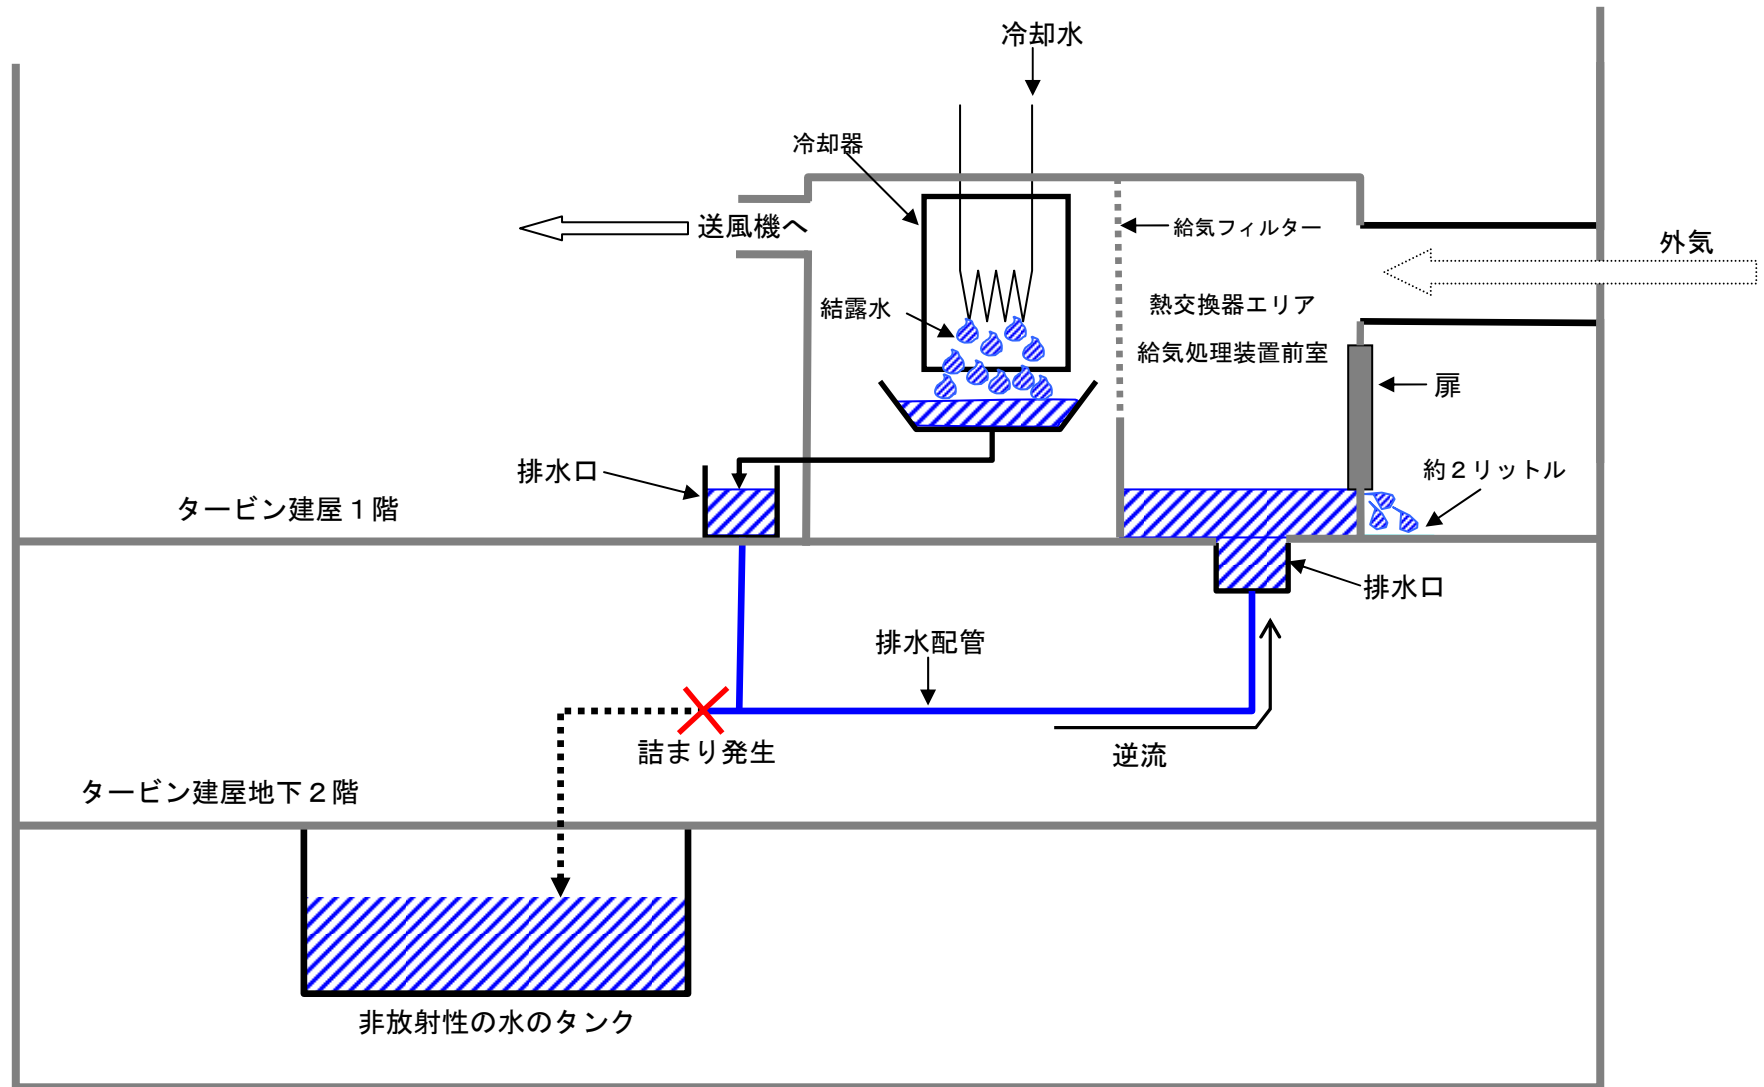 冷却水
冷却器
送風機へ
給気フィルター
外気
結露水
熱交換器エリア
給気処理装置前室
扉
排水口
約２リットル
タービン建屋１階
排水口
排水配管
詰まり発生
逆流
タービン建屋地下２階
非放射性の水のタンク